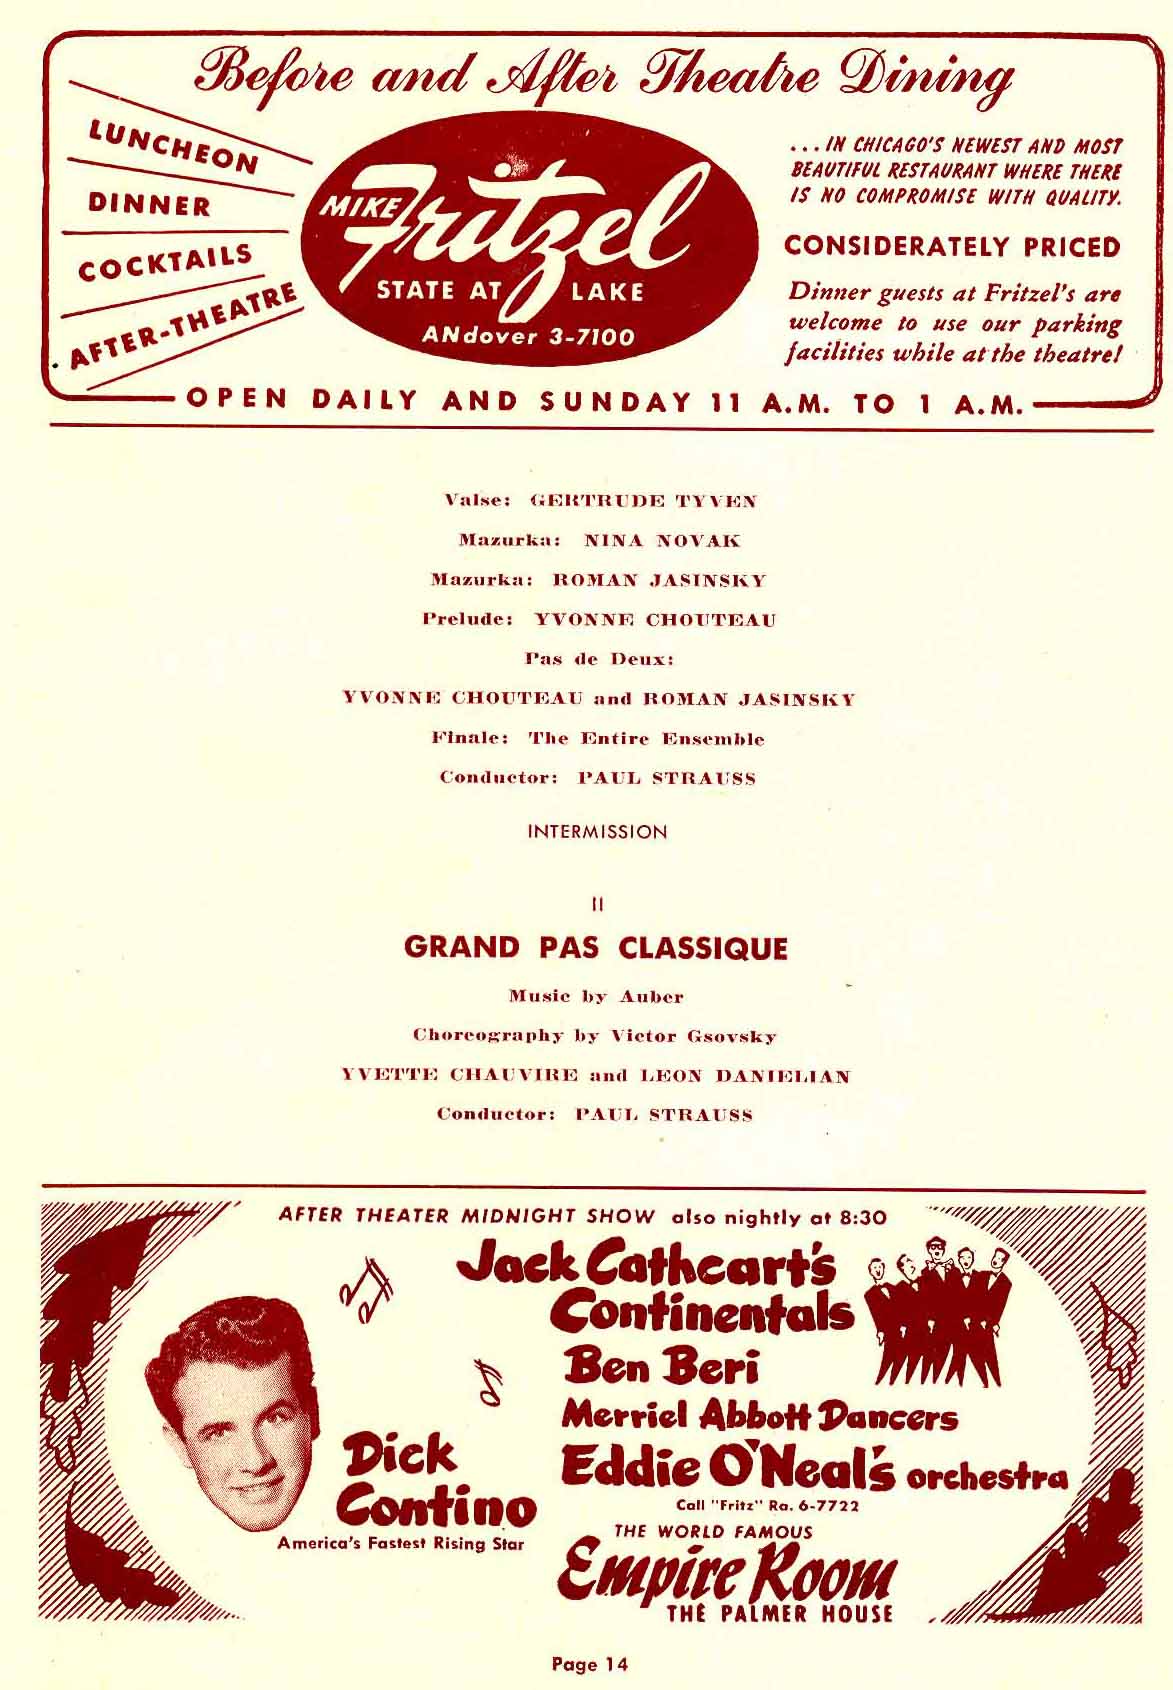 Before and After Theatre Dining
LUNCHEON
DINNER
COCKTAILS
AFTER-THEATRE
MIKE Fritzel
STATE AT LAKE
ANdover 3-7100
...IN CHICAGO'S NEWEST AND MOST
BEAUTIFUL RESTAURANT WHERE THERE
IS NO COMPROMISE WITH QUALITY.
CONSIDERATELY PRICED
Dinner guests at Fritzel's are
welcome to use our parking
facilities while at the theatre!
OPEN DAILY AND SUNDAY 11 A.M. TO 1 A.M.
Valse: GERTRUDE TYVEN
Mazurka: NINA NOVAK
Mazurka: ROMAN JASINSKY
Prelude: YVONNE CHOUTEAU
Pas de Deux:
YVONNE CHOUTEAU and ROMAN JASINSKY
Finale: The Entire Ensemble
Conductor: PAUL STRAUSS
INTERMISSION
II
GRAND PAS CLASSIQUE
Music by Auber
Choreography by Victor Gsovsky
YVETTE CHAUVIRE and LEON DANIELIAN
Conductor: PAUL STRAUSS
AFTER THEATER MIDNIGHT SHOW also nightly at 8:30
Jack Cathcart's
Continentals
Ben Beri
Merriel Abbott Dancers
Eddie O'Neal's orchestra
Call "Fritz" Ra. 6-7722
Dick
Contino
America's Fastest Rising Star
THE WORLD FAMOUS
Empire Room
THE PALMER HOUSE
Page 14